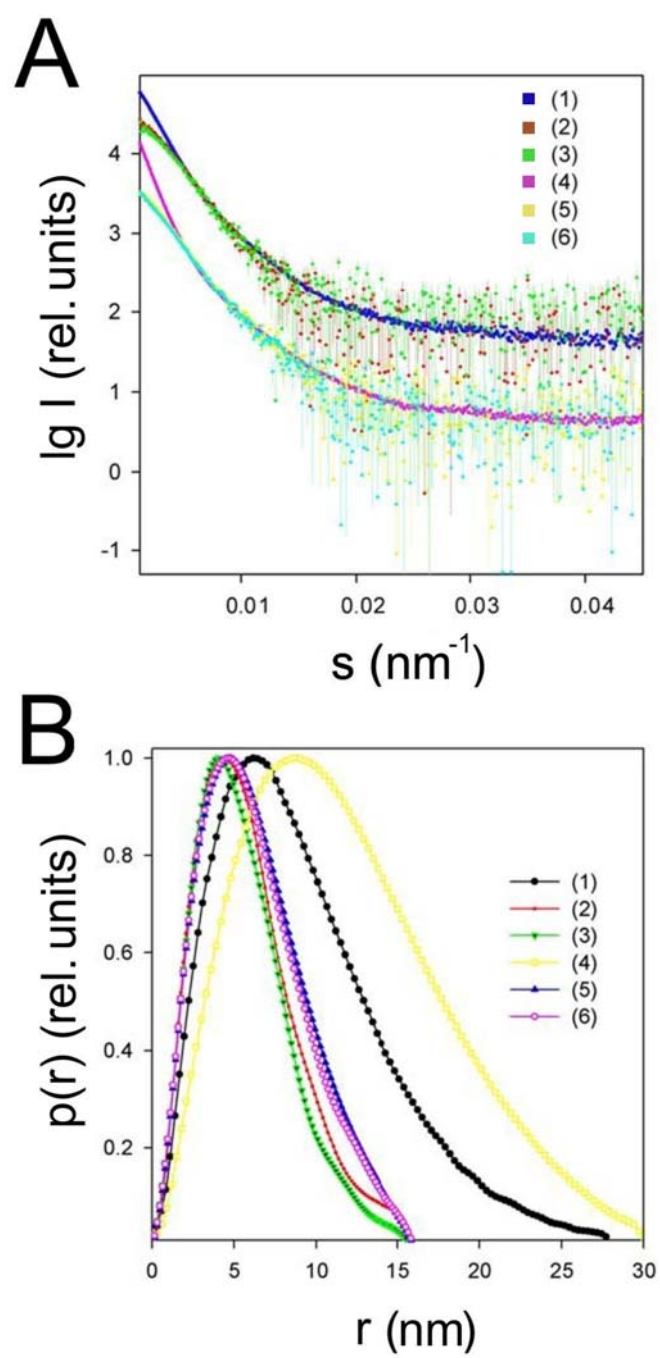 A
lg I (rel. units)
4
3
2
1
0
-1
(1)
(2)
(3)
(4)
(5)
(6)
0.01 0.02 0.03 0.04
s (nm-1)
B
p(r) (rel. units)
1.0
0.8
0.6
0.4
0.2
(1)
(2)
(3)
(4)
(5)
(6)
0 5 10 15 20 25 30
r (nm)